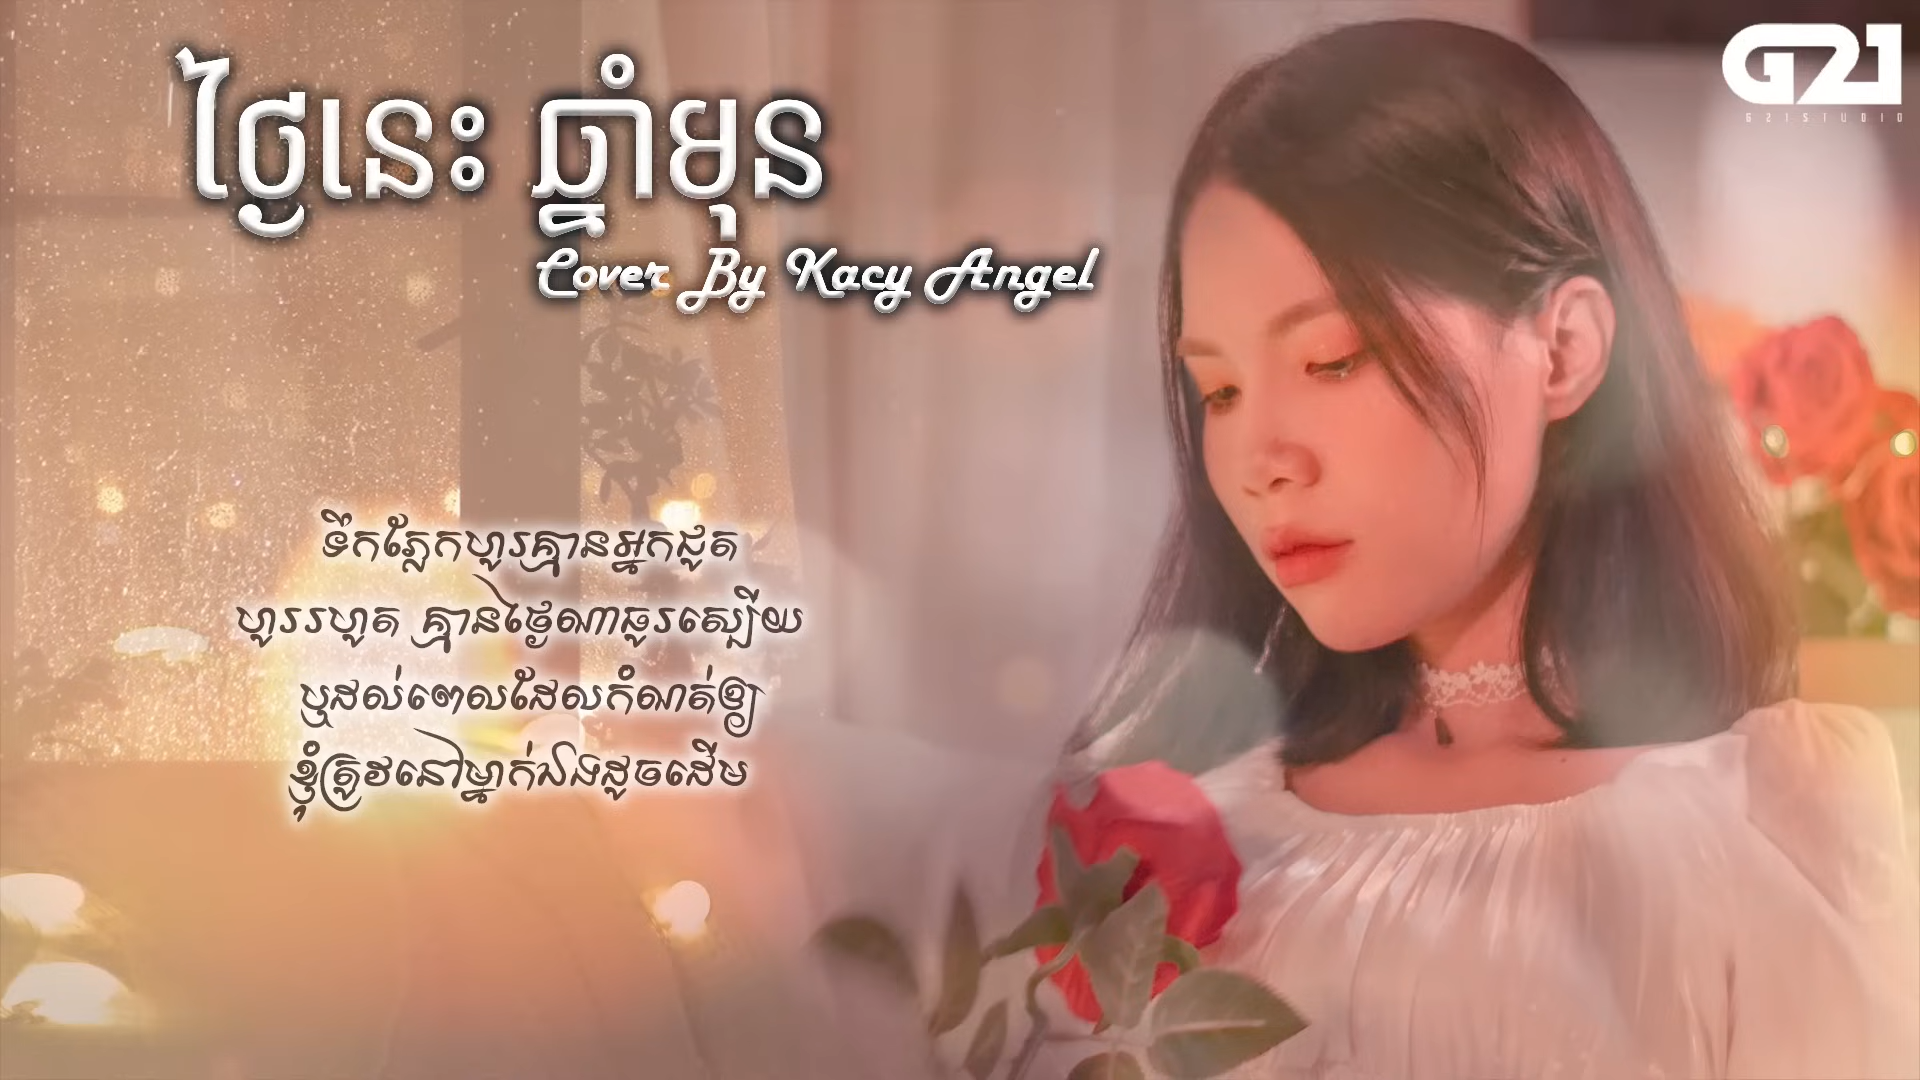 G21
G21STUDIO
ថ្ងៃនេះ ឆ្នាំមុន
Cover By Kacy Angel
ទឹកភ្នែកហូរគ្មានអ្នកជូត
ហូររហូត គ្មានថ្ងៃណាធូរស្បើយ
ឬដល់ពេលដែលកំណត់ឲ្យ
ខ្ញុំត្រូវនៅម្នាក់ឯងដូចដើម